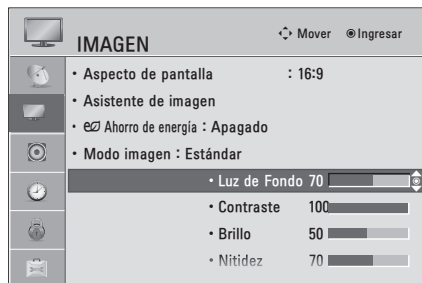 IMAGEN Mover Ingresar
• Aspecto de pantalla : 16:9
• Asistente de imagen
• Ahorro de energía : Apagado
• Modo imagen : Estándar
• Luz de Fondo 70
• Contraste 100
• Brillo 50
• Nitidez 70